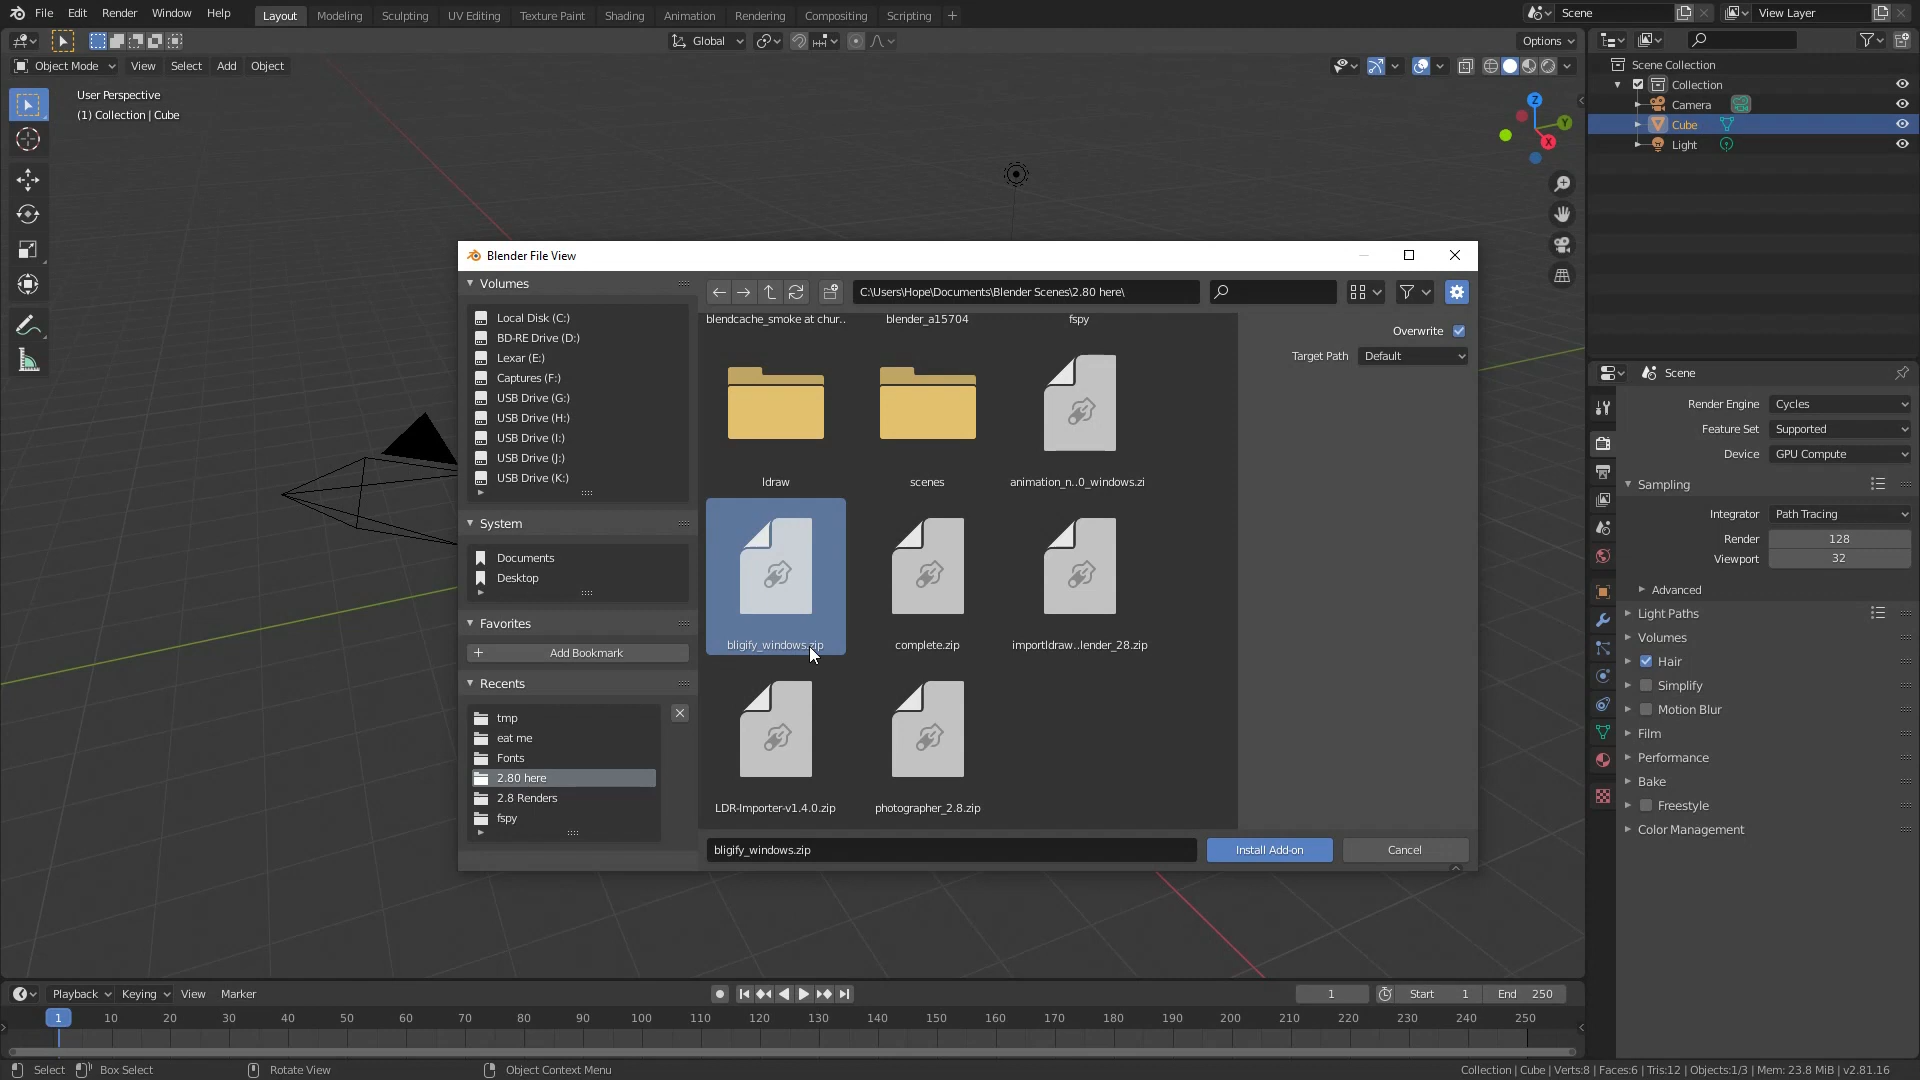 File Edit Render Window Help Layout Modeling Sculpting UV Editing Texture Paint Shading Animation Rendering Compositing Scripting + Scene View Layer
Global Options
Object Mode View Select Add Object
User Perspective
(1) Collection | Cube
Z
Y
X
Scene Collection
Collection
Camera
Cube
Light
Blender File View
Volumes
Local Disk (C:)
BD-RE Drive (D:)
Lexar (E:)
Captures (F:)
USB Drive (G:)
USB Drive (H:)
USB Drive (I:)
USB Drive (J:)
USB Drive (K:)
System
Documents
Desktop
Favorites
Add Bookmark
Recents
tmp
eat me
Fonts
2.80 here
2.8 Renders
fspy
C:\Users\Hope\Documents\Blender Scenes\2.80 here\
blendcache_smoke at chur.. blender_a15704 fspy
ldraw scenes animation_n..0_windows.zi
bligify_windows.zip complete.zip importldraw..lender_28.zip
LDR-Importer-v1.4.0.zip photographer_2.8.zip
Overwrite
Target Path Default
bligify_windows.zip Install Add-on Cancel
Scene
Render Engine Cycles
Feature Set Supported
Device GPU Compute
Sampling
Integrator Path Tracing
Render 128
Viewport 32
Advanced
Light Paths
Volumes
Hair
Simplify
Motion Blur
Film
Performance
Bake
Freestyle
Color Management
Playback Keying View Marker 1 Start 1 End 250
1 10 20 30 40 50 60 70 80 90 100 110 120 130 140 150 160 170 180 190 200 210 220 230 240 250
Select Box Select Rotate View Object Context Menu Collection | Cube | Verts:8 | Faces:6 | Tris:12 | Objects:1/3 | Mem: 23.8 MiB | v2.81.16